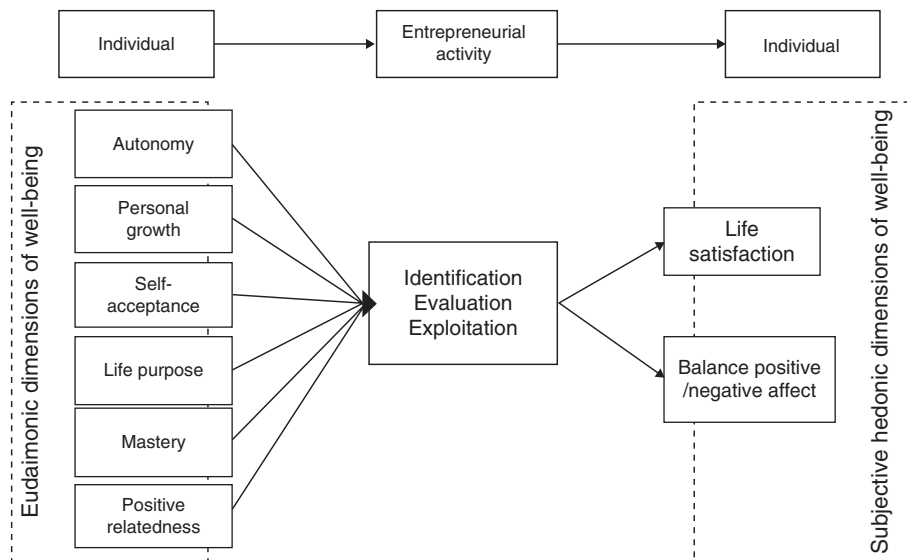 Individual
Entrepreneurial
activity
Individual
Eudaimonic dimensions of well-being
Autonomy
Personal
growth
Self-
acceptance
Life purpose
Mastery
Positive
relatedness
Identification
Evaluation
Exploitation
Life
satisfaction
Balance positive
/negative affect
Subjective hedonic dimensions of well-being